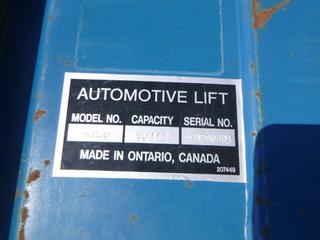 AUTOMOTIVE LIFT
MODEL NO. CAPACITY SERIAL NO.
MADE IN ONTARIO, CANADA
207449